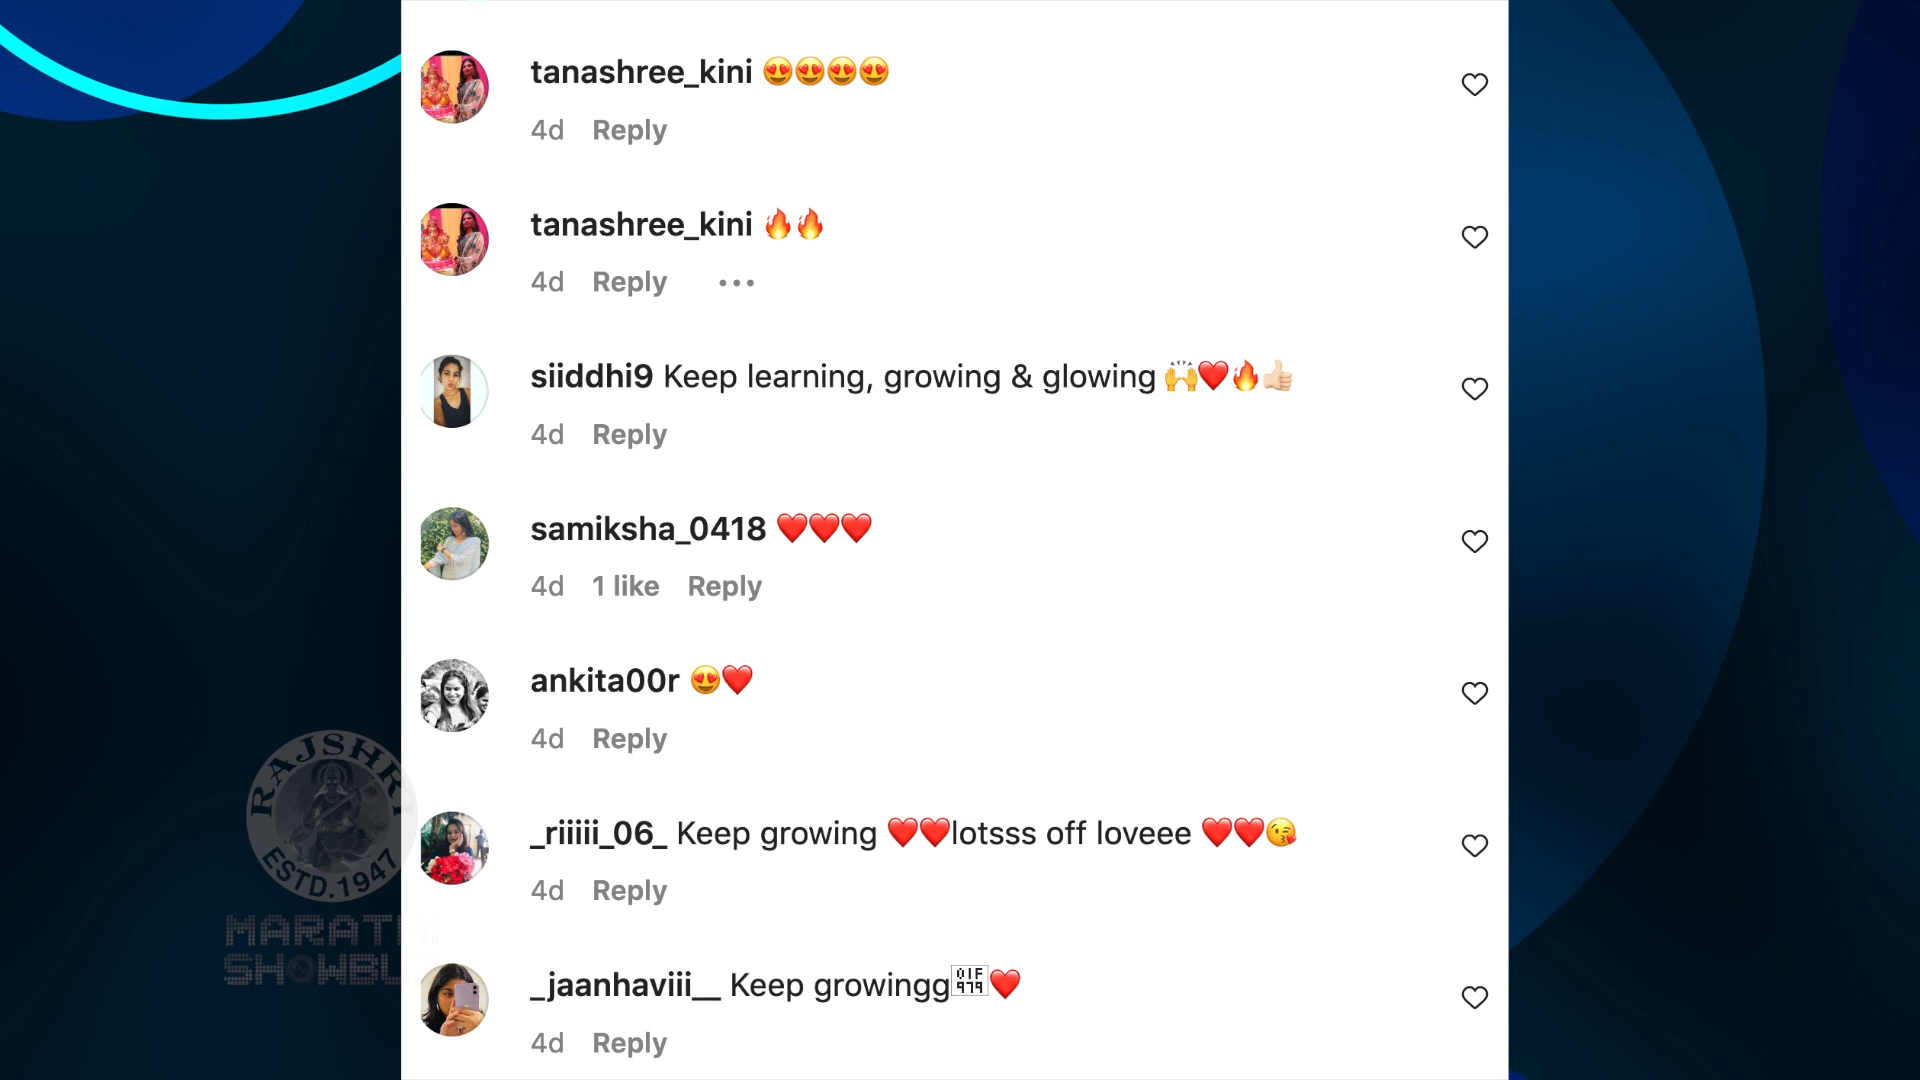 tanashree_kini 😍😍😍😍
4d Reply
tanashree_kini 🔥🔥
4d Reply ...
siiddhi9 Keep learning, growing & glowing 🙌❤️🔥👍🏻
4d Reply
samiksha_0418 ❤️❤️❤️
4d 1 like Reply
ankita00r 😍❤️
4d Reply
_riiiii_06_ Keep growing ❤️❤️lotsss off loveee ❤️❤️😘
4d Reply
_jaanhaviii__ Keep growingg🥹❤️
4d Reply
RAJSHRI
ESTD.1947
MARATHI
SHOWBU